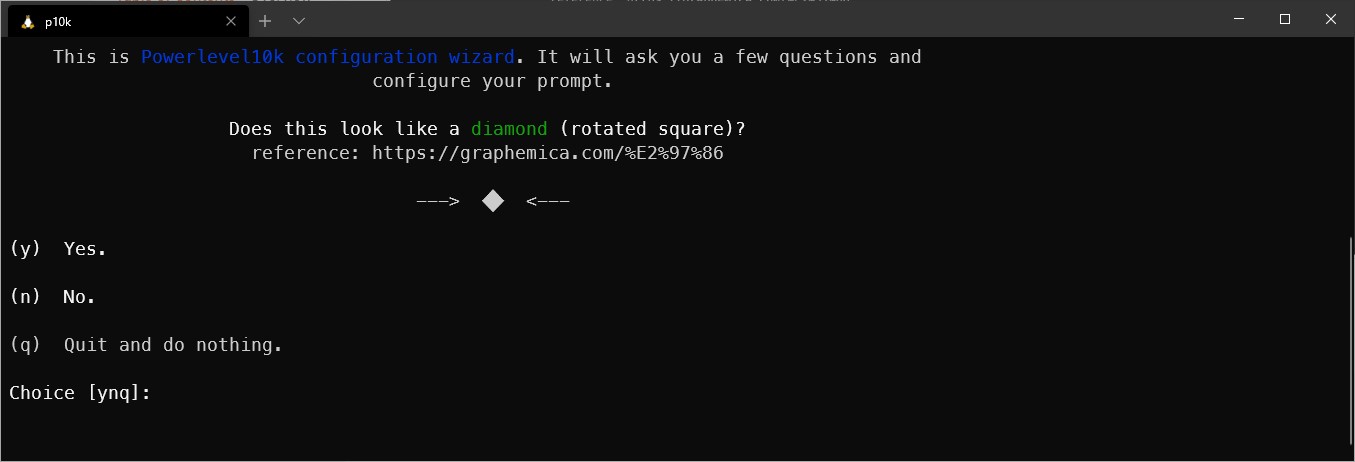 p10k
This is Powerlevel10k configuration wizard. It will ask you a few questions and
configure your prompt.
Does this look like a diamond (rotated square)?
reference: https://graphemica.com/%E2%97%86
---> ◆ <---
(y) Yes.
(n) No.
(q) Quit and do nothing.
Choice [ynq]: